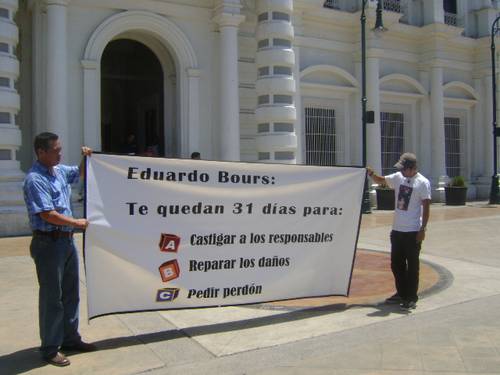 Eduardo Bours:
Te quedan 31 días para:
A Castigar a los responsables
B Reparar los daños
C Pedir perdón